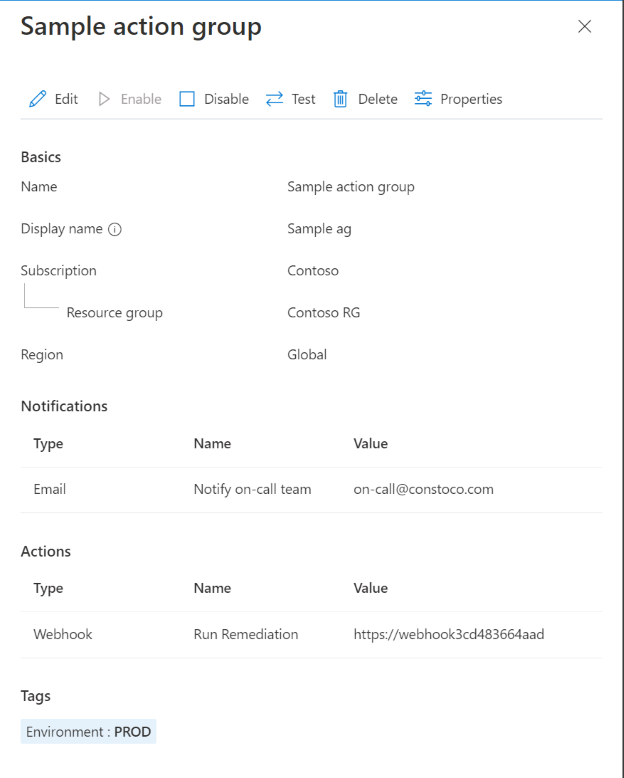 Sample action group
Edit Enable Disable Test Delete Properties
Basics
Name Sample action group
Display name Sample ag
Subscription Contoso
Resource group Contoso RG
Region Global
Notifications
Type Name Value
Email Notify on-call team on-call@constoco.com
Actions
Type Name Value
Webhook Run Remediation https://webhook3cd483664aad
Tags
Environment : PROD